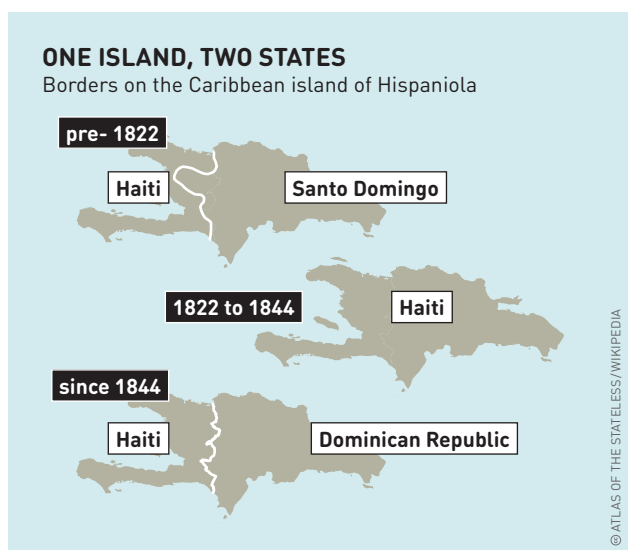 ONE ISLAND, TWO STATES
Borders on the Caribbean island of Hispaniola
pre- 1822
Haiti
Santo Domingo
1822 to 1844
Haiti
since 1844
Haiti
Dominican Republic
© ATLAS OF THE STATELESS/WIKIPEDIA